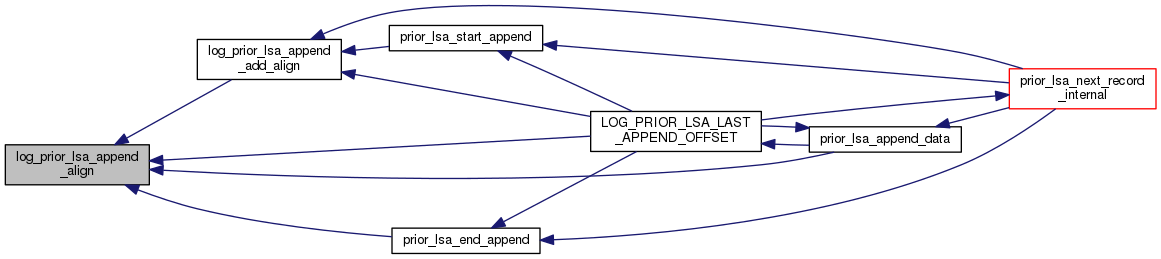 log_prior_lsa_append
_align
log_prior_lsa_append
_add_align
prior_lsa_start_append
LOG_PRIOR_LSA_LAST
_APPEND_OFFSET
prior_lsa_end_append
prior_lsa_append_data
prior_lsa_next_record
_internal